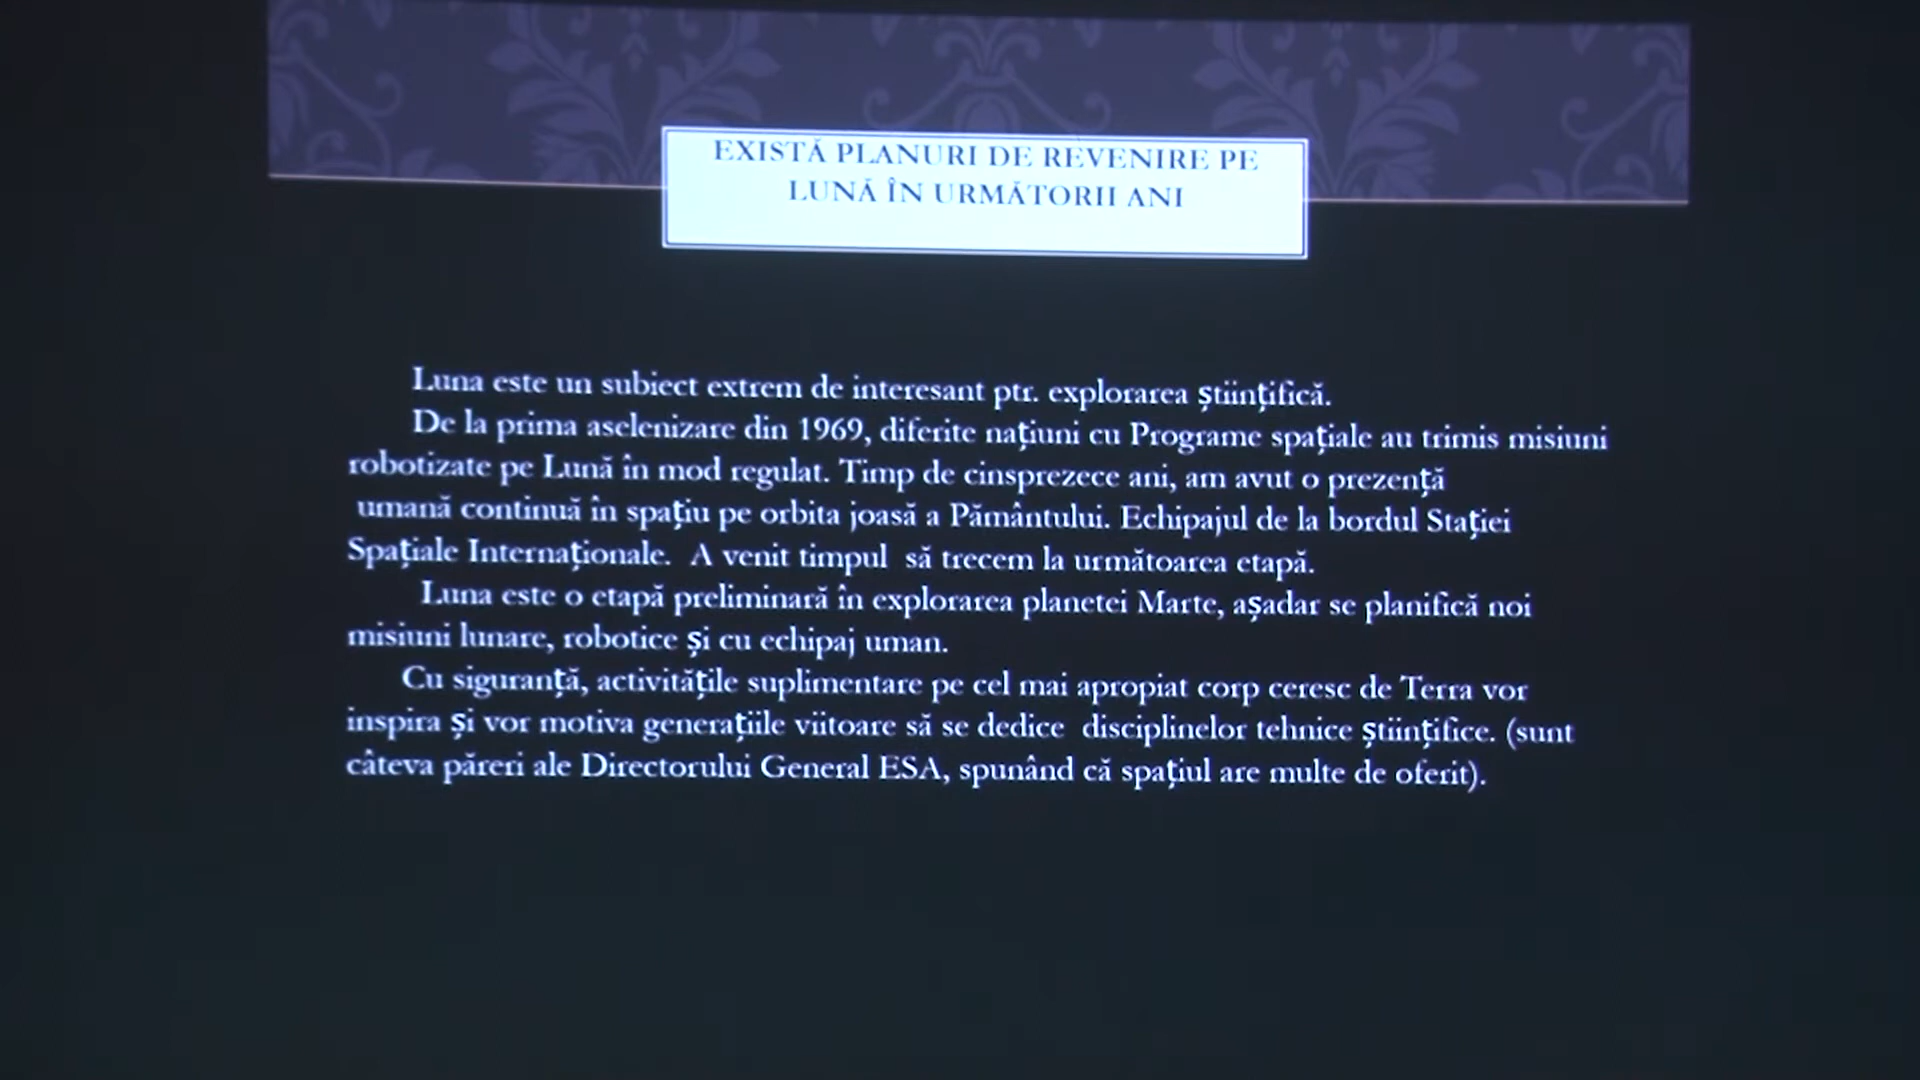 EXISTĂ PLANURI DE REVENIRE PE
LUNĂ ÎN URMĂTORII ANI
Luna este un subiect extrem de interesant ptr. explorarea științifică.
De la prima aselenizare din 1969, diferite națiuni cu Programe spațiale au trimis misiuni
robotizate pe Lună în mod regulat. Timp de cinsprezece ani, am avut o prezență
umană continuă în spațiu pe orbita joasă a Pământului. Echipajul de la bordul Stației
Spațiale Internaționale. A venit timpul să trecem la următoarea etapă.
Luna este o etapă preliminară în explorarea planetei Marte, așadar se planifică noi
misiuni lunare, robotice și cu echipaj uman.
Cu siguranță, activitățile suplimentare pe cel mai apropiat corp ceresc de Terra vor
inspira și vor motiva generațiile viitoare să se dedice disciplinelor tehnice științifice. (sunt
câteva păreri ale Directorului General ESA, spunând că spațiul are multe de oferit).